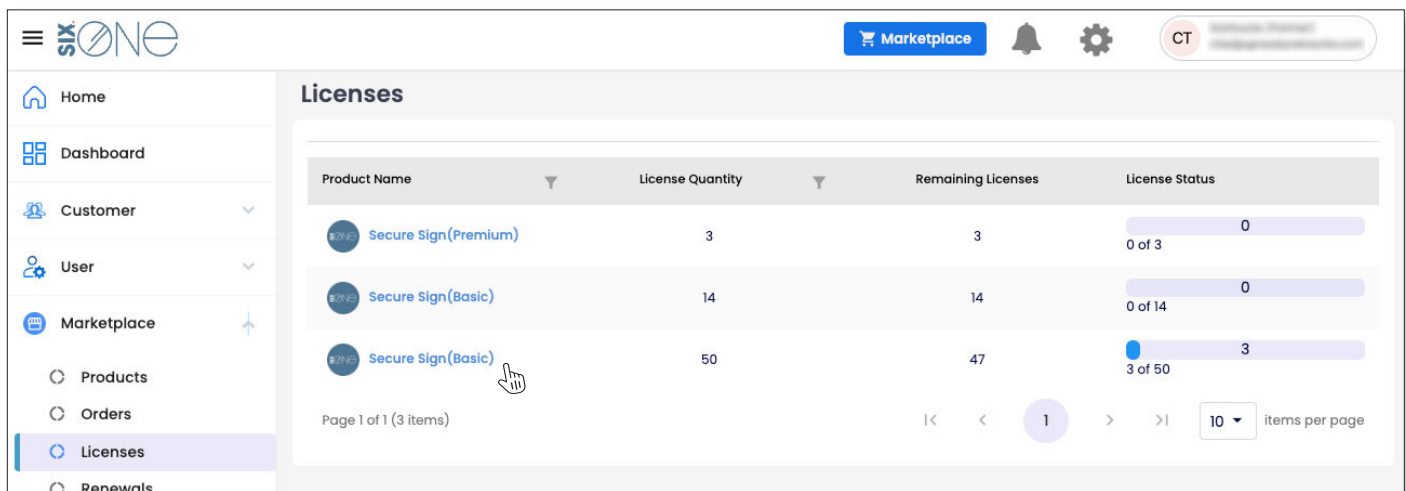 SIX ONE
Marketplace
CT
Home
Dashboard
Customer
User
Marketplace
Products
Orders
Licenses
Renewals
Licenses
Product Name License Quantity Remaining Licenses License Status
Secure Sign(Premium) 3 3 0
0 of 3
Secure Sign(Basic) 14 14 0
0 of 14
Secure Sign(Basic) 50 47 3
3 of 50
Page 1 of 1 (3 items) 1 10 items per page